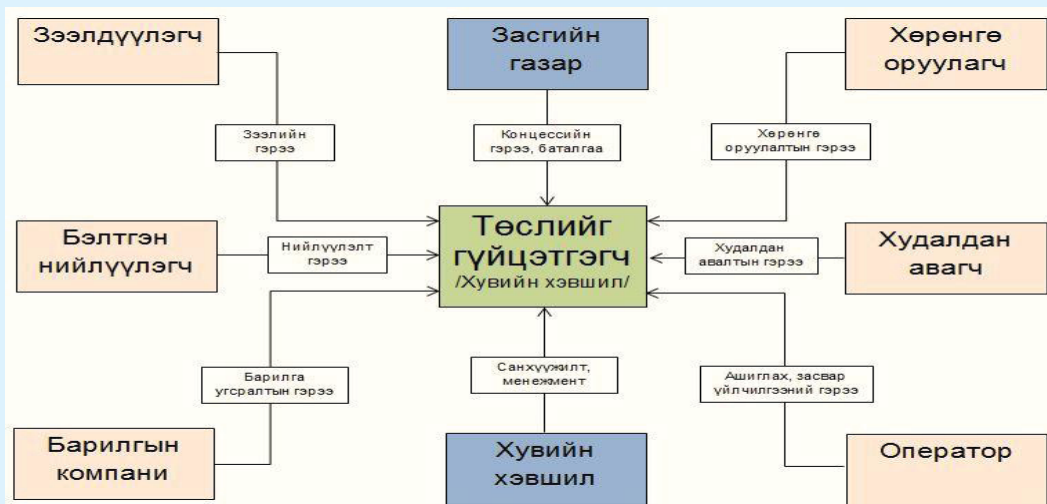 Зээлдүүлэгч
Засгийн
газар
Хөрөнгө
оруулагч
Зээлийн
гэрээ
Концессийн
гэрээ, баталгаа
Хөрөнгө
оруулалтын гэрээ
Бэлтгэн
нийлүүлэгч
Нийлүүлэлт
гэрээ
Төслийг
гүйцэтгэгч
/Хувийн хэвшил/
Худалдан
авалтын гэрээ
Худалдан
авагч
Барилга
угсралтын гэрээ
Санхүүжилт,
менежмент
Ашиглах, засвар
үйлчилгээний гэрээ
Барилгын
компани
Хувийн
хэвшил
Оператор